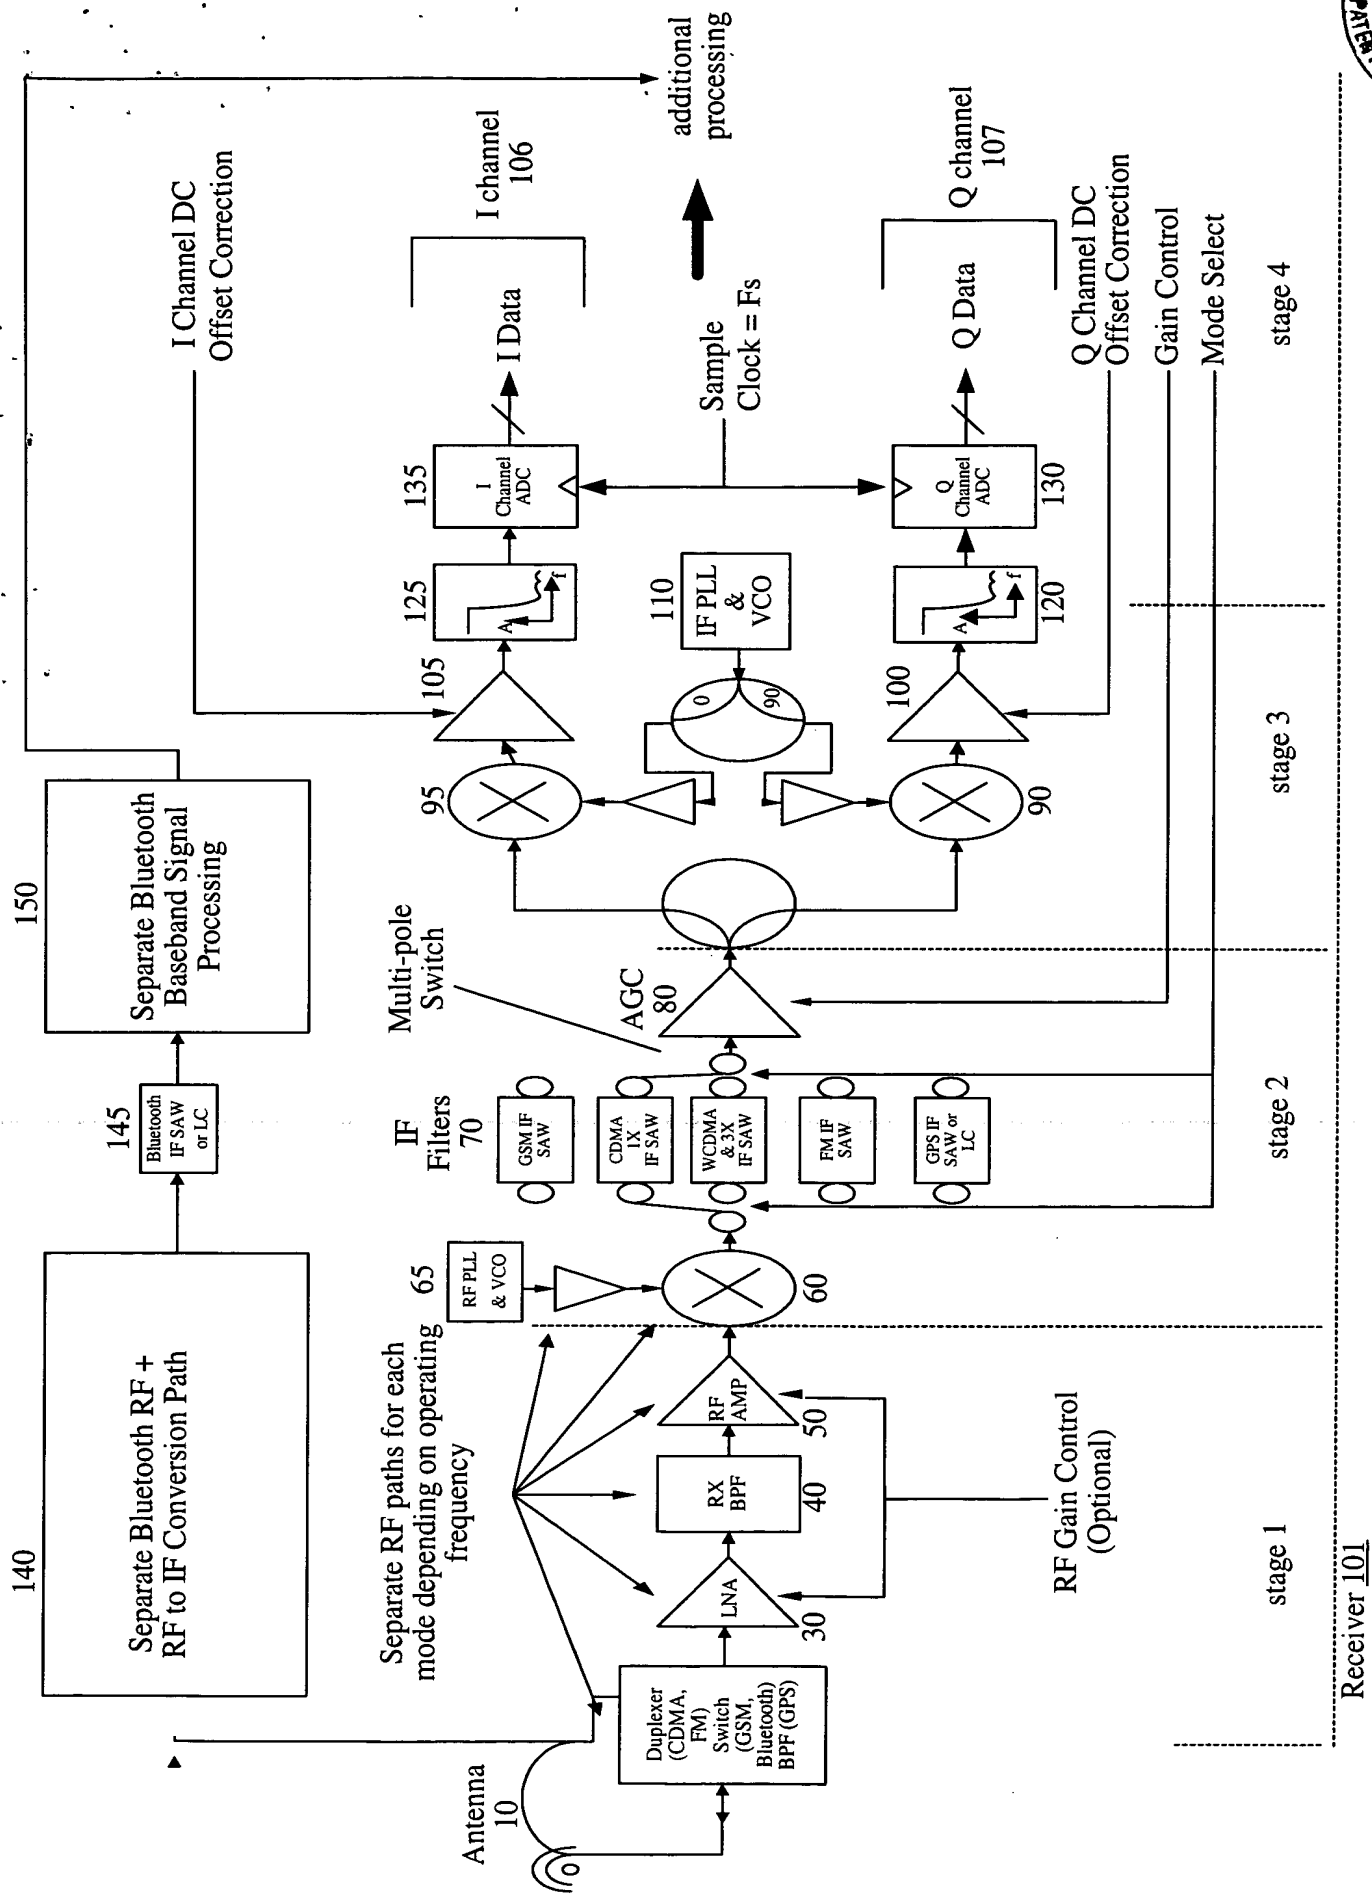 140
Separate Bluetooth RF +
RF to IF Conversion Path
145
Bluetooth
IF SAW
or LC
150
Separate Bluetooth
Baseband Signal
Processing
I Channel DC
Offset Correction
Antenna
10
Duplexer
(CDMA,
FM)
Switch
(GSM,
Bluetooth)
BPF (GPS)
Separate RF paths for each
mode depending on operating
frequency
LNA
30
RX
BPF
40
RF
AMP
50
RF Gain Control
(Optional)
65
RF PLL
& VCO
60
IF
Filters
70
GSM IF
SAW
CDMA
1X
IF SAW
WCDMA
& 3X
IF SAW
FM IF
SAW
GPS IF
SAW or
LC
Multi-pole
Switch
AGC
80
95
90
0
90
105
100
110
IF PLL
&
VCO
125
A
f
120
A
f
135
I
Channel
ADC
130
Q
Channel
ADC
Sample
Clock = Fs
I Data
Q Data
I channel
106
additional
processing
Q channel
107
Q Channel DC
Offset Correction
Gain Control
Mode Select
stage 1
stage 2
stage 3
stage 4
Receiver 101